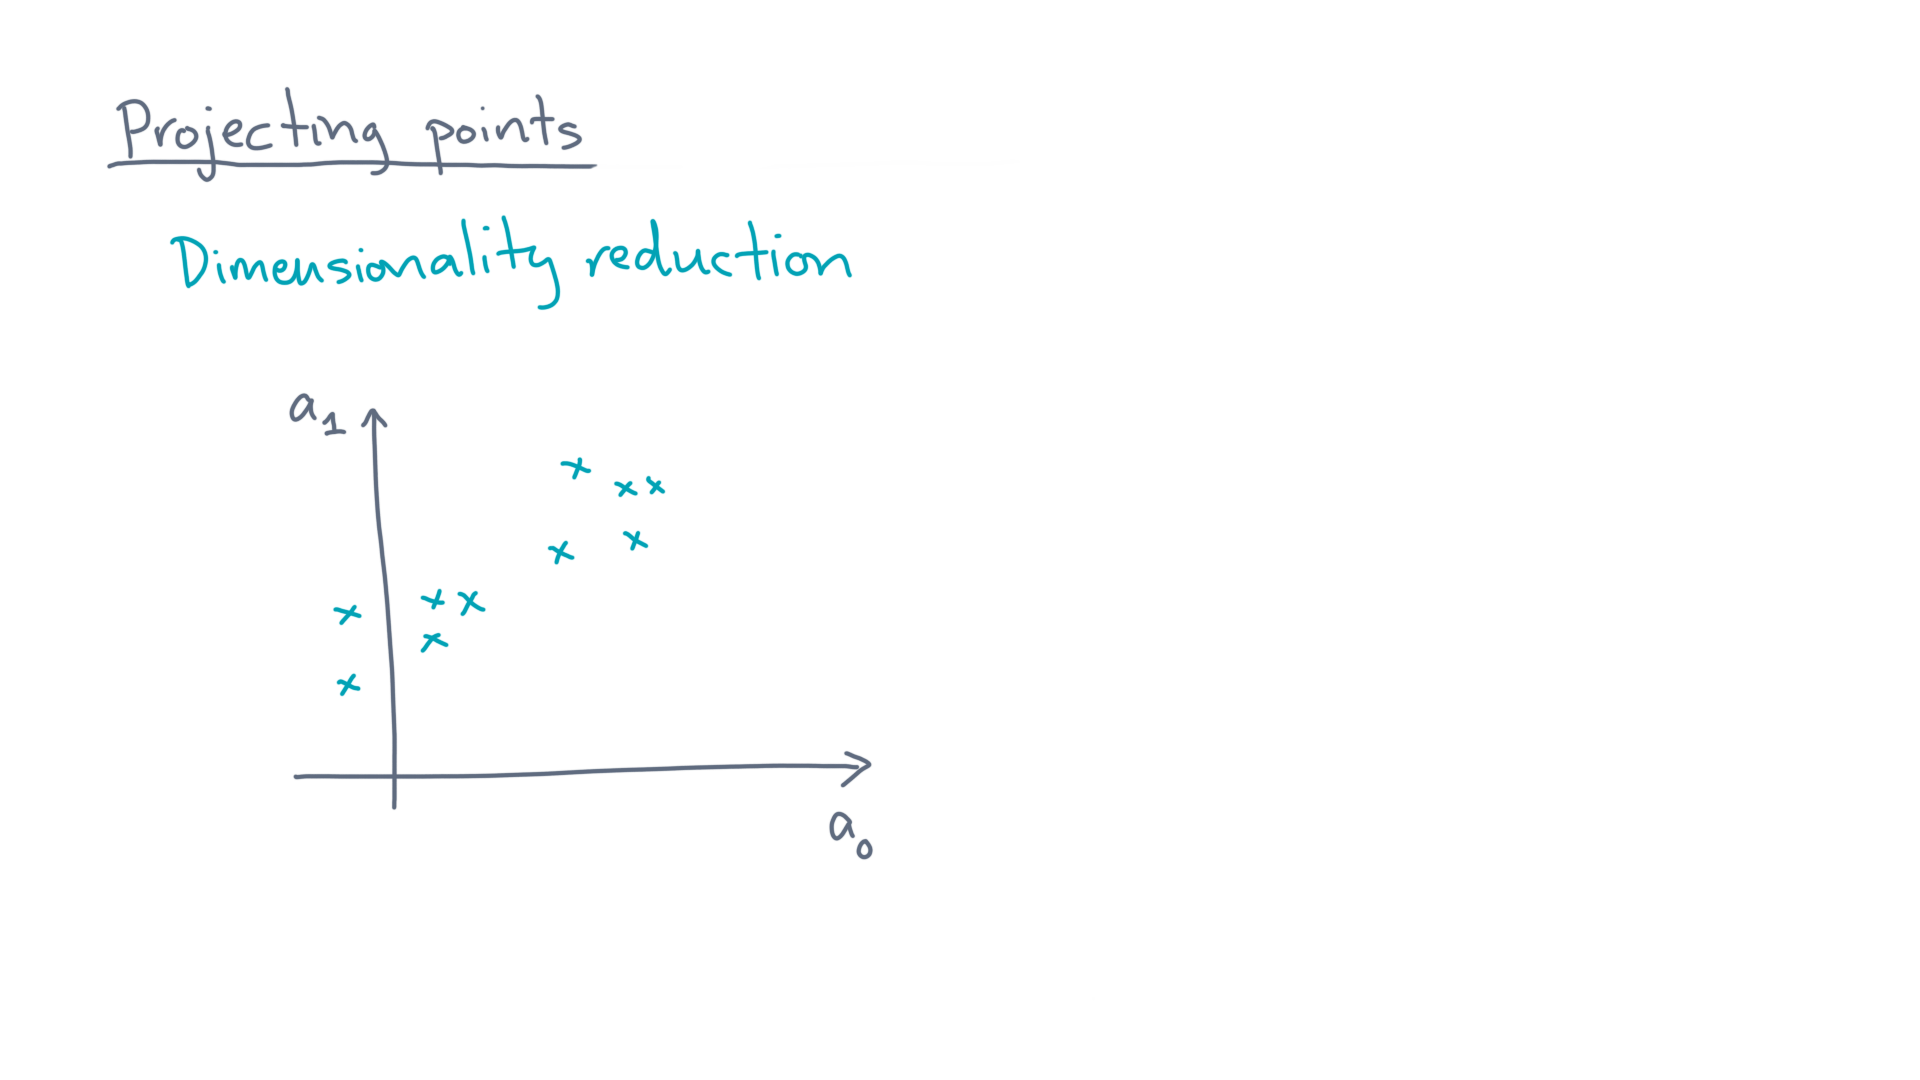 Projecting points
Dimensionality reduction
a₁
a₀